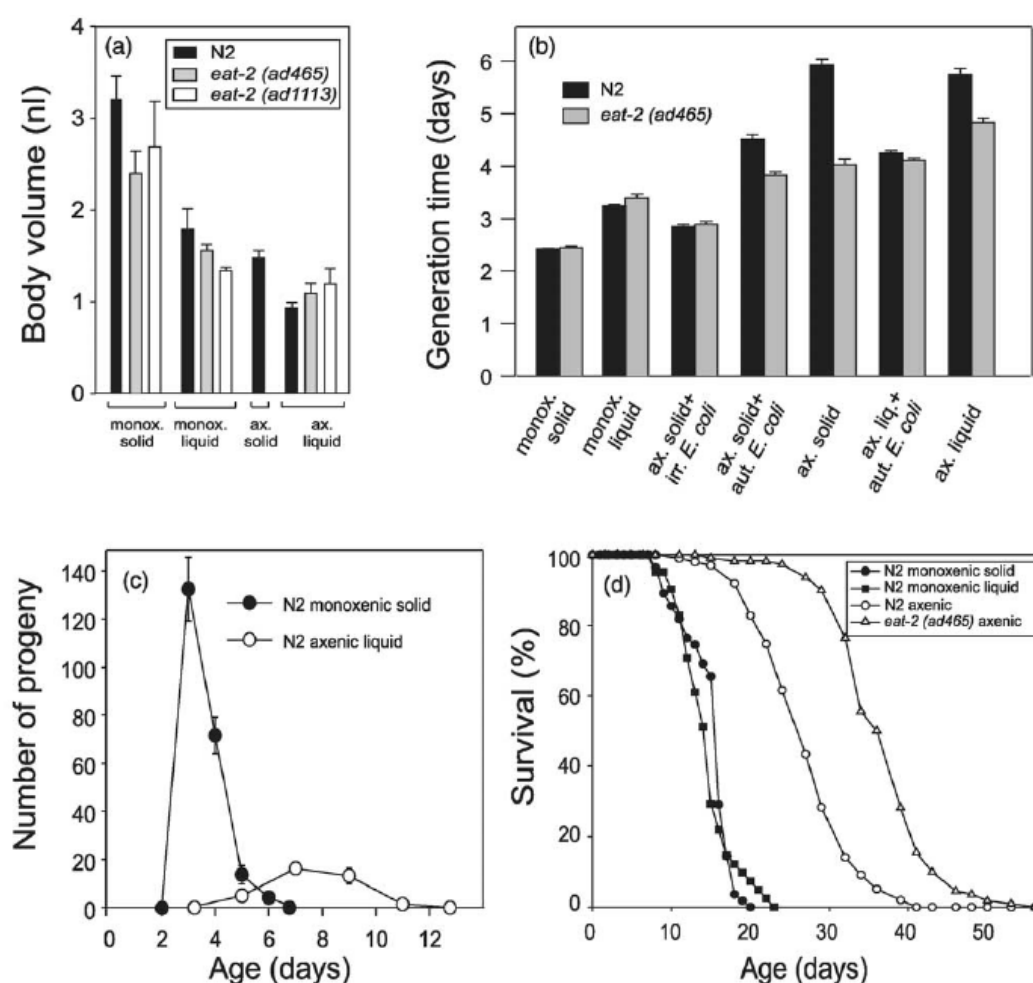 (a)
N2
eat-2 (ad465)
eat-2 (ad1113)
Body volume (nl)
4
3
2
1
0
monox. solid
monox. liquid
ax. solid
ax. liquid
(b)
N2
eat-2 (ad465)
Generation time (days)
6
5
4
3
2
1
0
monox. solid
monox. liquid
ax. solid+ irr. E. coli
ax. solid+ aut. E. coli
ax. solid
ax. liq.+ aut. E. coli
ax. liquid
(c)
N2 monoxenic solid
N2 axenic liquid
Number of progeny
140
120
100
80
60
40
20
0
0 2 4 6 8 10 12
Age (days)
(d)
N2 monoxenic solid
N2 monoxenic liquid
N2 axenic
eat-2 (ad465) axenic
Survival (%)
100
80
60
40
20
0
0 10 20 30 40 50
Age (days)